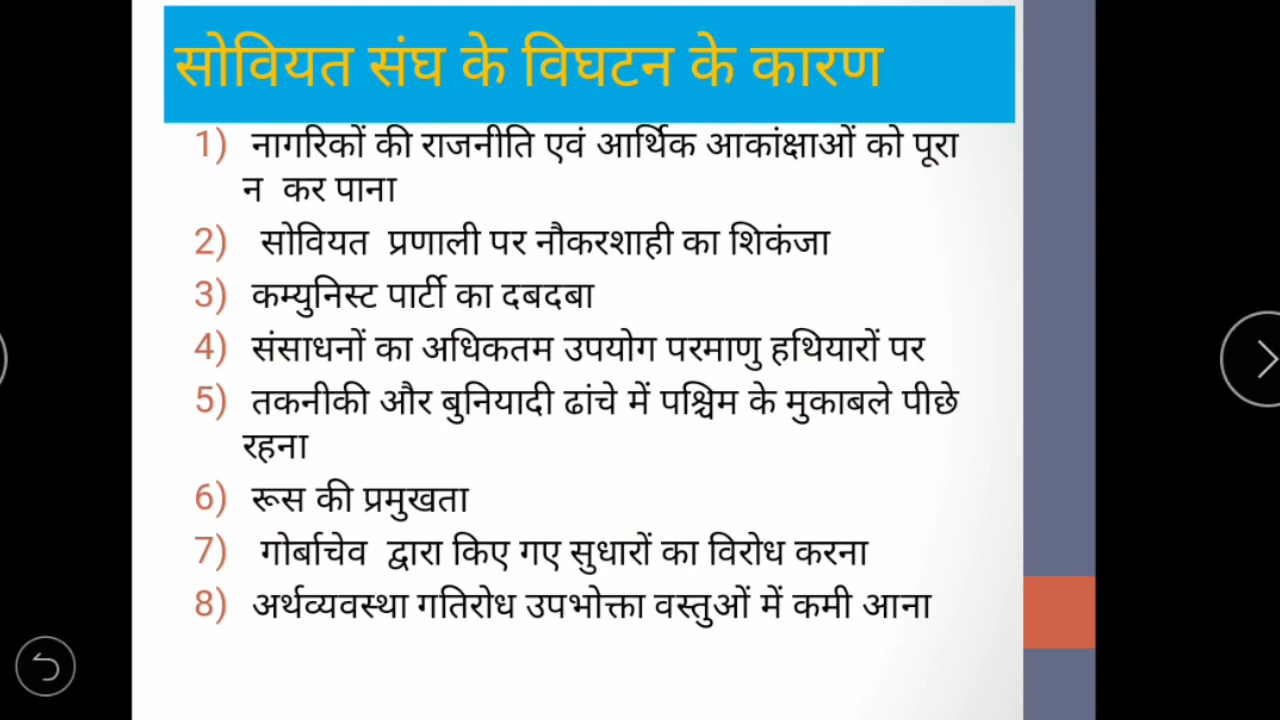 सोवियत संघ के विघटन के कारण
1) नागरिकों की राजनीति एवं आर्थिक आकांक्षाओं को पूरा
न कर पाना
2) सोवियत प्रणाली पर नौकरशाही का शिकंजा
3) कम्युनिस्ट पार्टी का दबदबा
4) संसाधनों का अधिकतम उपयोग परमाणु हथियारों पर
5) तकनीकी और बुनियादी ढांचे में पश्चिम के मुकाबले पीछे
रहना
6) रूस की प्रमुखता
7) गोर्बाचेव द्वारा किए गए सुधारों का विरोध करना
8) अर्थव्यवस्था गतिरोध उपभोक्ता वस्तुओं में कमी आना